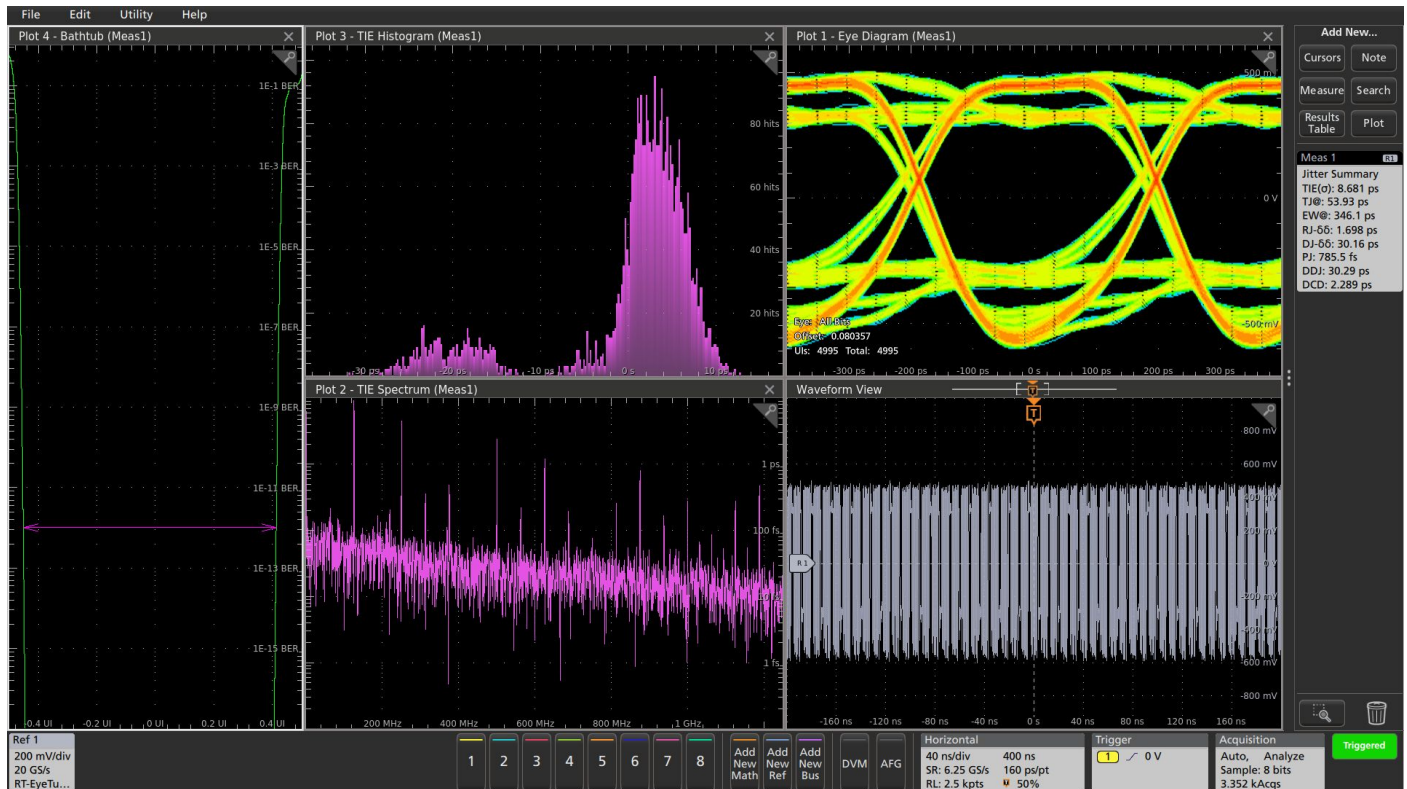 File Edit Utility Help
Plot 4 - Bathtub (Meas1)
1E-1 BER
1E-3 BER
1E-5 BER
1E-7 BER
1E-9 BER
1E-11 BER
1E-13 BER
1E-15 BER
-0.4 UI -0.2 UI 0 UI 0.2 UI 0.4 UI
Plot 3 - TIE Histogram (Meas1)
80 hits
60 hits
40 hits
20 hits
-30 ps -20 ps -10 ps 0 s 10 ps
Plot 2 - TIE Spectrum (Meas1)
1 ps
100 fs
10 fs
1 fs
200 MHz 400 MHz 600 MHz 800 MHz 1 GHz
Plot 1 - Eye Diagram (Meas1)
500 mV
0 V
-500 mV
Eye: All Bits
Offset: 0.080357
UIs: 4995 Total: 4995
-300 ps -200 ps -100 ps 0 s 100 ps 200 ps 300 ps
Waveform View
T
T
800 mV
600 mV
400 mV
200 mV
0 V
-200 mV
-400 mV
-600 mV
-800 mV
R1
-160 ns -120 ns -80 ns -40 ns 0 s 40 ns 80 ns 120 ns 160 ns
Add New...
Cursors Note
Measure Search
Results Table Plot
Meas 1 R1
Jitter Summary
TIE(σ): 8.681 ps
TJ@: 53.93 ps
EW@: 346.1 ps
RJ-δδ: 1.698 ps
DJ-δδ: 30.16 ps
PJ: 785.5 fs
DDJ: 30.29 ps
DCD: 2.289 ps
Ref 1
200 mV/div
20 GS/s
RT-EyeTu...
1 2 3 4 5 6 7 8
Add New Math
Add New Ref
Add New Bus
DVM AFG
Horizontal
40 ns/div 400 ns
SR: 6.25 GS/s 160 ps/pt
RL: 2.5 kpts 50%
Trigger
1 0 V
Acquisition
Auto, Analyze
Sample: 8 bits
3.352 kAcqs
Triggered